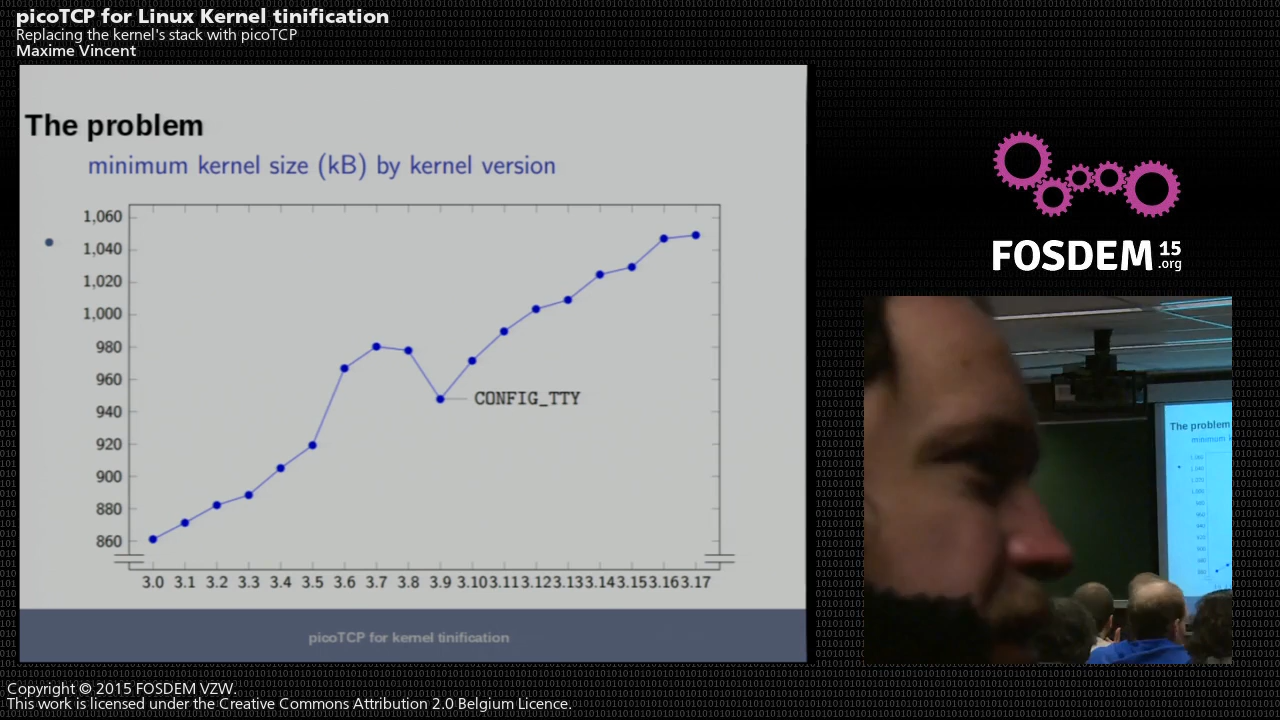 picoTCP for Linux Kernel tinification
Replacing the kernel's stack with picoTCP
Maxime Vincent
The problem
minimum kernel size (kB) by kernel version
1,060
1,040
1,020
1,000
980
960
940
920
900
880
860
CONFIG_TTY
3.0 3.1 3.2 3.3 3.4 3.5 3.6 3.7 3.8 3.9 3.10 3.11 3.12 3.13 3.14 3.15 3.16 3.17
picoTCP for kernel tinification
FOSDEM 15
.org
The problem
Copyright © 2015 FOSDEM VZW.
This work is licensed under the Creative Commons Attribution 2.0 Belgium Licence.